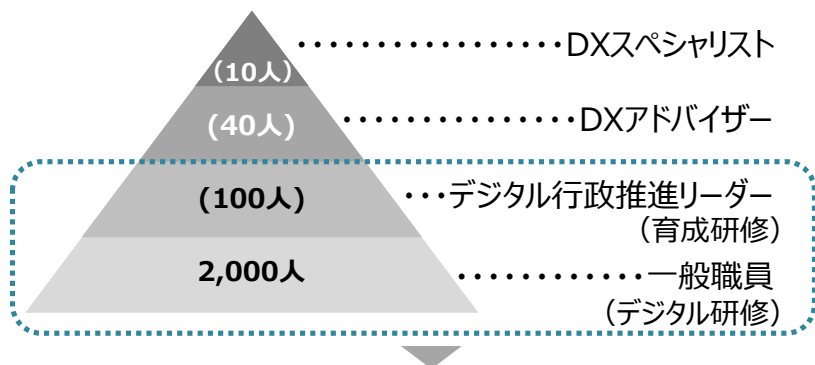 (10人) ・・・・・・・・・・・・・・・・・DXスペシャリスト
(40人) ・・・・・・・・・・・・・・・DXアドバイザー
(100人) ・・・デジタル行政推進リーダー
（育成研修）
2,000人 ・・・・・・・・・・・・一般職員
（デジタル研修）